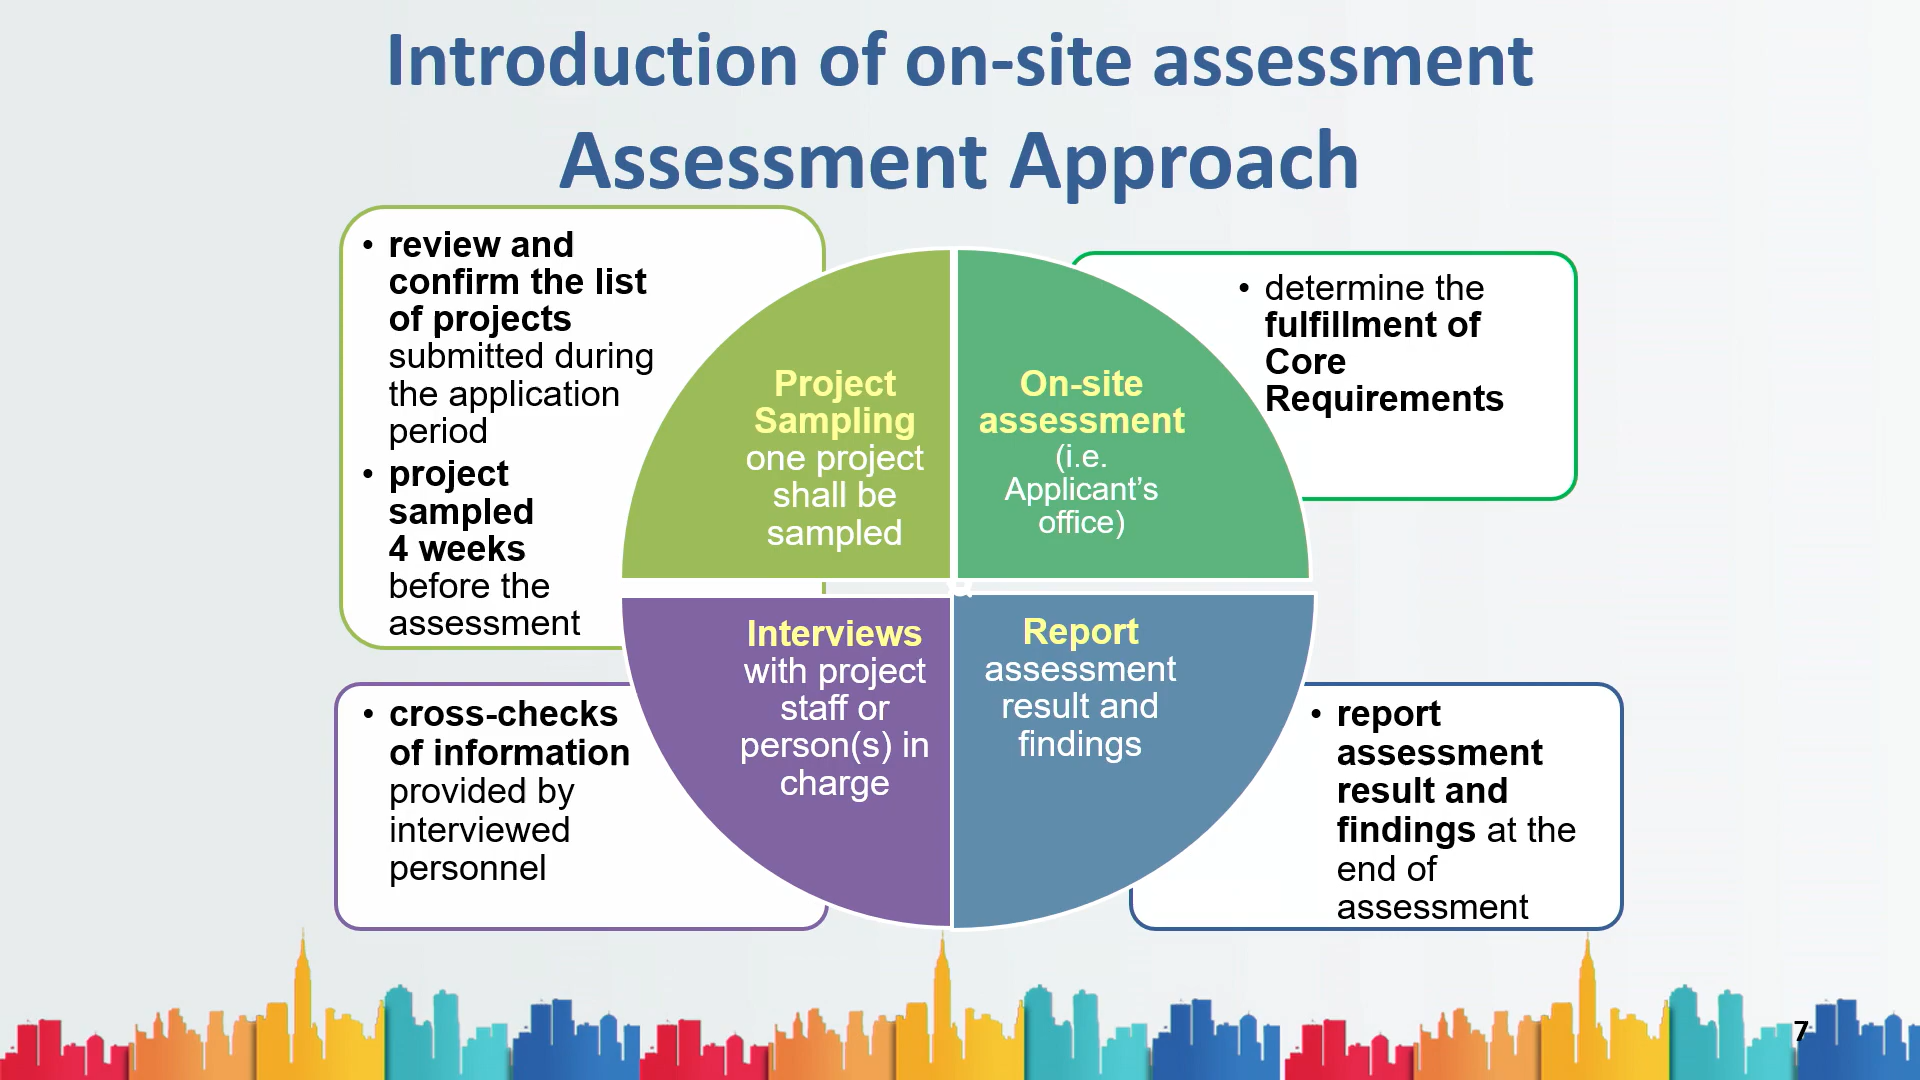 Introduction of on-site assessment
Assessment Approach
• review and
confirm the list
of projects
submitted during
the application
period
• project
sampled
4 weeks
before the
assessment
Project
Sampling
one project
shall be
sampled
On-site
assessment
(i.e.
Applicant’s
office)
• determine the
fulfillment of
Core
Requirements
• cross-checks
of information
provided by
interviewed
personnel
Interviews
with project
staff or
person(s) in
charge
Report
assessment
result and
findings
• report
assessment
result and
findings at the
end of
assessment
7